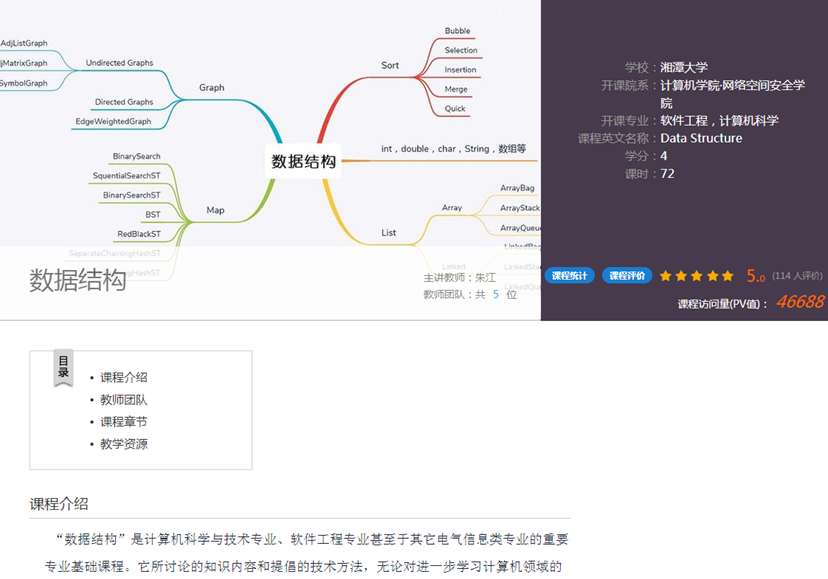 AdjListGraph
jMatrixGraph
SymbolGraph
Undirected Graphs
Directed Graphs
EdgeWeightedGraph
Graph
BinarySearch
SquentialSearchST
BinarySearchST
BST
RedBlackST
SeparateChainingHashST
Map
数据结构
Sort
Bubble
Selection
Insertion
Merge
Quick
int，double，char，String，数组等
List
Array
ArrayBag
ArrayStack
ArrayQueu
Linked
LinkedBag
LinkedSta
LinkedQu
数据结构
主讲教师：朱江
教师团队：共 5 位
学校：湘潭大学
开课院系：计算机学院·网络空间安全学
院
开课专业：软件工程，计算机科学
课程英文名称：Data Structure
学分：4
课时：72
课程统计 课程评价 5.0 (114 人评价)
课程访问量(PV值)： 46688
目录
• 课程介绍
• 教师团队
• 课程章节
• 教学资源
课程介绍
“数据结构”是计算机科学与技术专业、软件工程专业甚至于其它电气信息类专业的重要
专业基础课程。它所讨论的知识内容和提倡的技术方法，无论对进一步学习计算机领域的